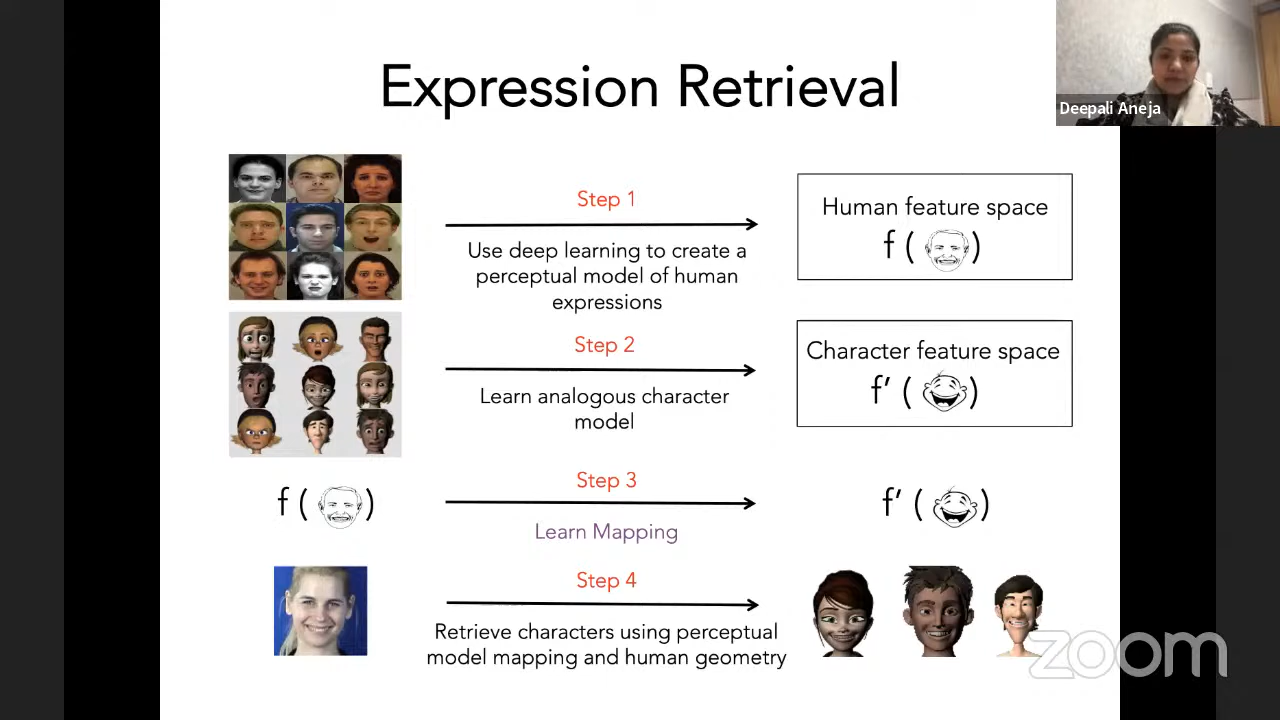 Expression Retrieval
Deepali Aneja
Step 1
Use deep learning to create a
perceptual model of human
expressions
Human feature space
f ( )
Step 2
Learn analogous character
model
Character feature space
f’ ( )
f ( )
Step 3
Learn Mapping
f’ ( )
Step 4
Retrieve characters using perceptual
model mapping and human geometry
zoom